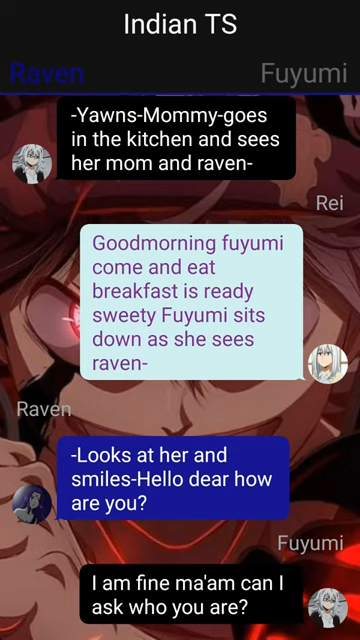 Indian TS
Raven
Fuyumi
-Yawns-Mommy-goes
in the kitchen and sees
her mom and raven-
Rei
Goodmorning fuyumi
come and eat
breakfast is ready
sweety Fuyumi sits
down as she sees
raven-
Raven
-Looks at her and
smiles-Hello dear how
are you?
Fuyumi
I am fine ma'am can I
ask who you are?